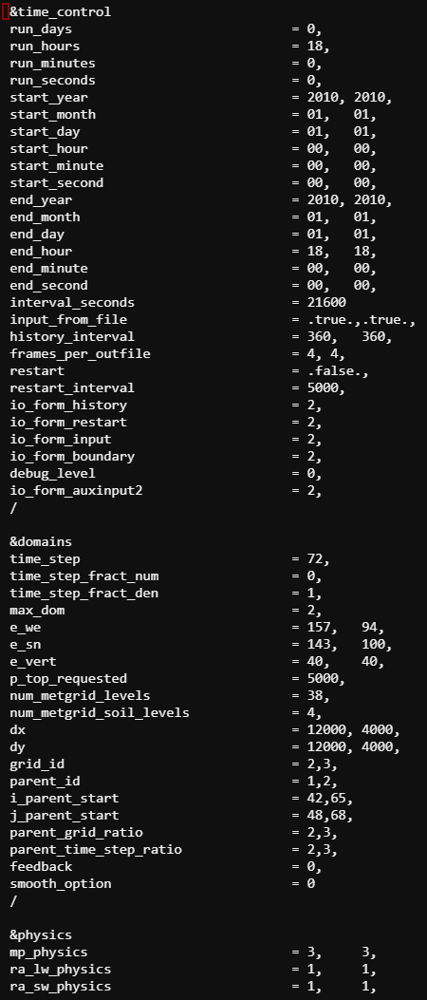 &time_control
run_days = 0,
run_hours = 18,
run_minutes = 0,
run_seconds = 0,
start_year = 2010, 2010,
start_month = 01, 01,
start_day = 01, 01,
start_hour = 00, 00,
start_minute = 00, 00,
start_second = 00, 00,
end_year = 2010, 2010,
end_month = 01, 01,
end_day = 01, 01,
end_hour = 18, 18,
end_minute = 00, 00,
end_second = 00, 00,
interval_seconds = 21600
input_from_file = .true.,.true.,
history_interval = 360, 360,
frames_per_outfile = 4, 4,
restart = .false.,
restart_interval = 5000,
io_form_history = 2,
io_form_restart = 2,
io_form_input = 2,
io_form_boundary = 2,
debug_level = 0,
io_form_auxinput2 = 2,
/
&domains
time_step = 72,
time_step_fract_num = 0,
time_step_fract_den = 1,
max_dom = 2,
e_we = 157, 94,
e_sn = 143, 100,
e_vert = 40, 40,
p_top_requested = 5000,
num_metgrid_levels = 38,
num_metgrid_soil_levels = 4,
dx = 12000, 4000,
dy = 12000, 4000,
grid_id = 2,3,
parent_id = 1,2,
i_parent_start = 42,65,
j_parent_start = 48,68,
parent_grid_ratio = 2,3,
parent_time_step_ratio = 2,3,
feedback = 0,
smooth_option = 0
/
&physics
mp_physics = 3, 3,
ra_lw_physics = 1, 1,
ra_sw_physics = 1, 1,